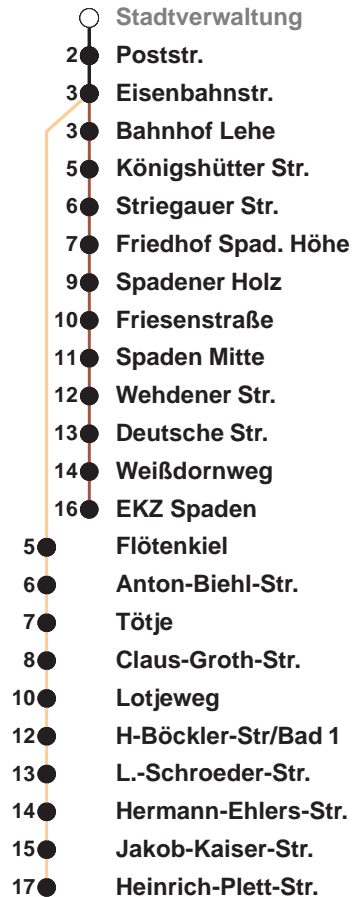 Stadtverwaltung
2 Poststr.
3 Eisenbahnstr.
3 Bahnhof Lehe
5 Königshütter Str.
6 Striegauer Str.
7 Friedhof Spad. Höhe
9 Spadener Holz
10 Friesenstraße
11 Spaden Mitte
12 Wehdener Str.
13 Deutsche Str.
14 Weißdornweg
16 EKZ Spaden
5 Flötenkiel
6 Anton-Biehl-Str.
7 Tötje
8 Claus-Groth-Str.
10 Lotjeweg
12 H-Böckler-Str/Bad 1
13 L.-Schroeder-Str.
14 Hermann-Ehlers-Str.
15 Jakob-Kaiser-Str.
17 Heinrich-Plett-Str.